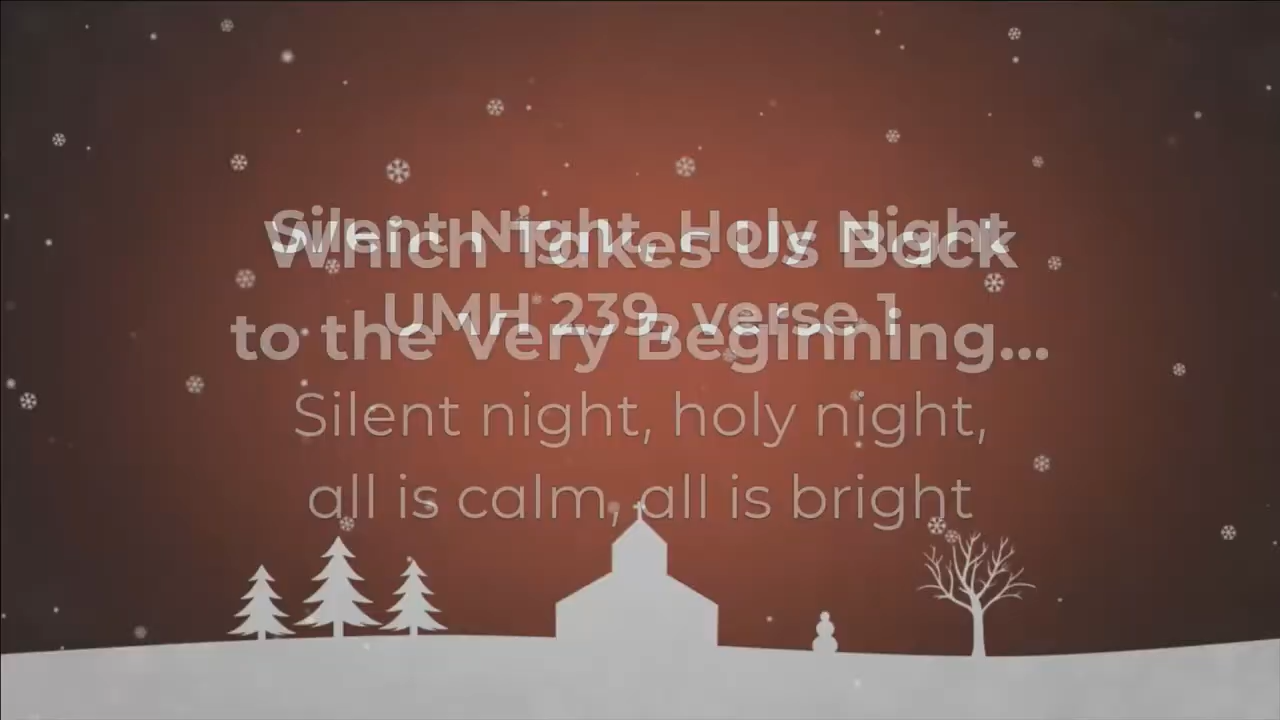 Silent Night, Holy Night
Which Takes Us Back
UMH 239, verse 1
to the Very Beginning...
Silent night, holy night,
all is calm, all is bright